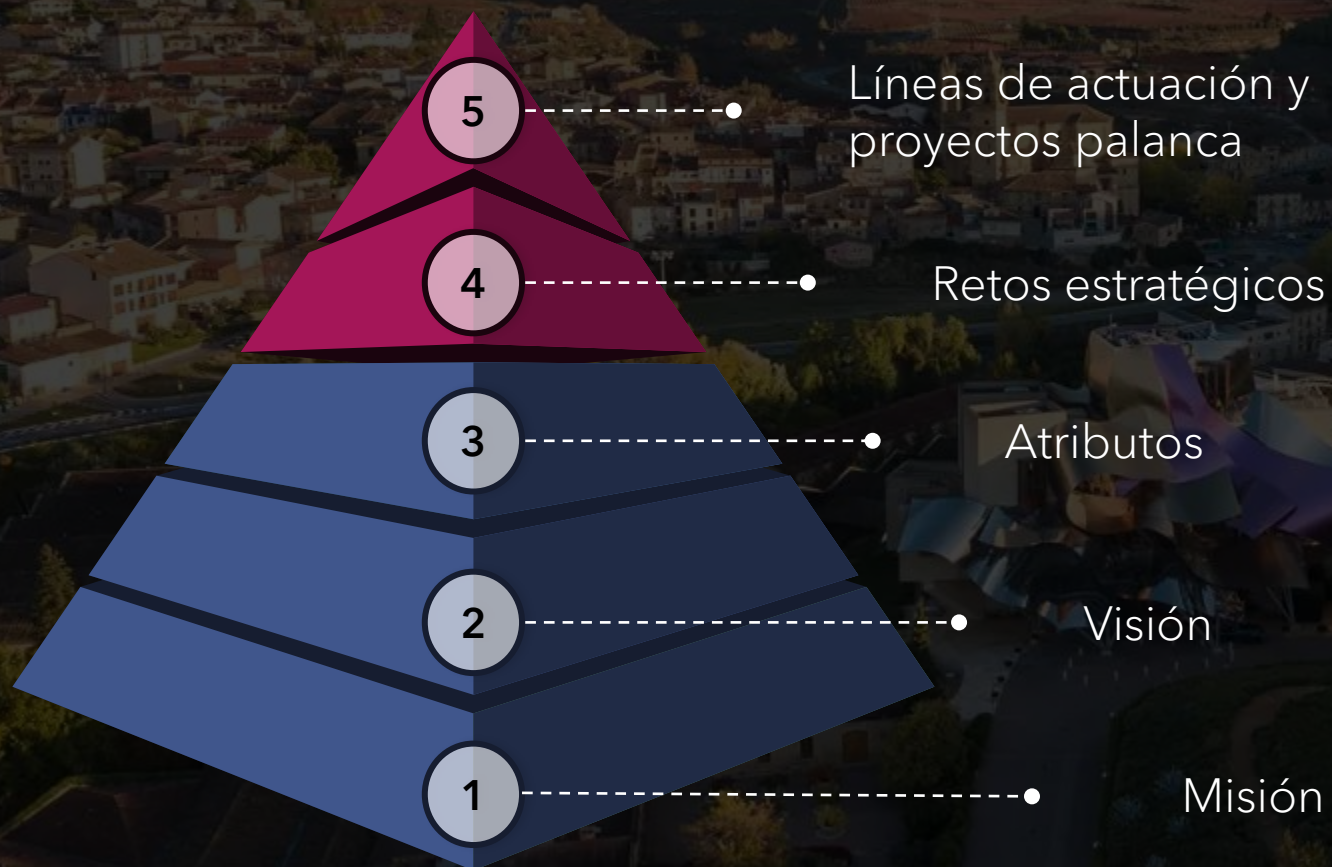 5
Líneas de actuación y
proyectos palanca
4
Retos estratégicos
3
Atributos
2
Visión
1
Misión